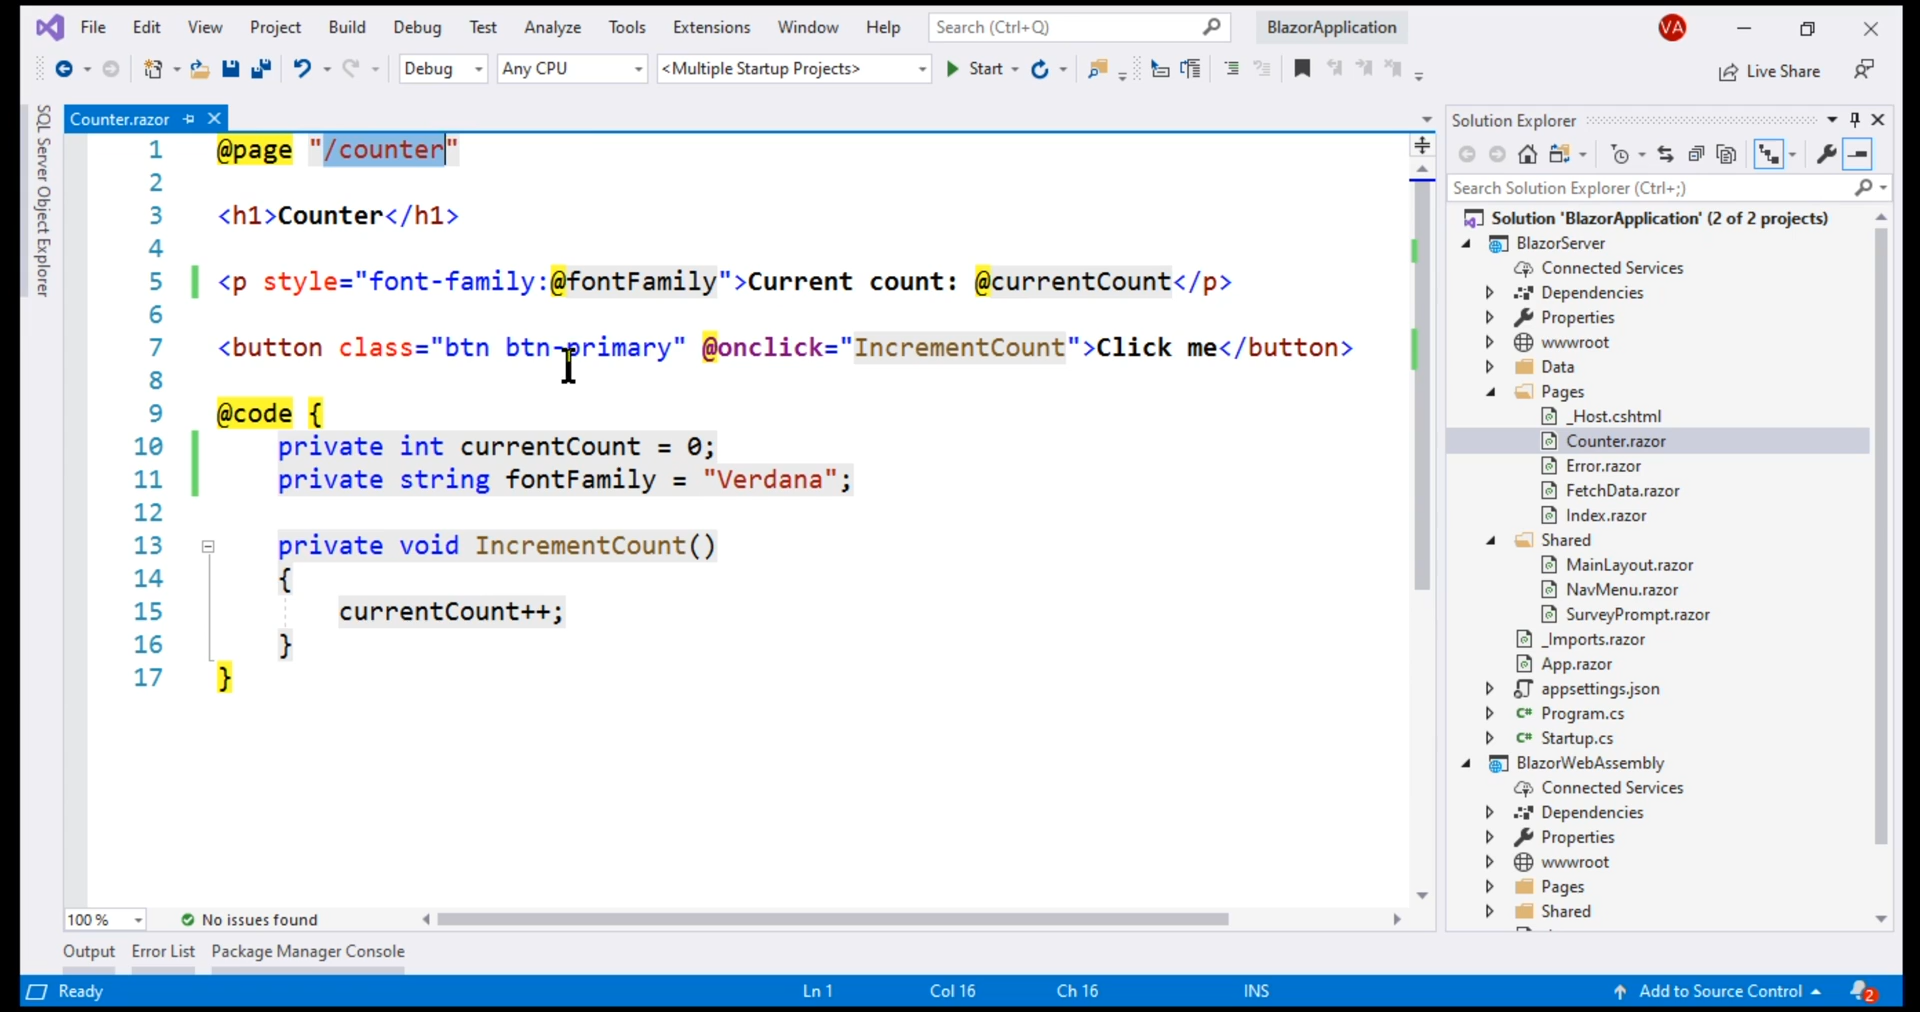 File Edit View Project Build Debug Test Analyze Tools Extensions Window Help Search (Ctrl+Q) BlazorApplication VA
Debug Any CPU <Multiple Startup Projects> Start Live Share
SQL Server Object Explorer
Counter.razor
1 @page "/counter"
2
3 <h1>Counter</h1>
4
5 <p style="font-family:@fontFamily">Current count: @currentCount</p>
6
7 <button class="btn btn-primary" @onclick="IncrementCount">Click me</button>
8
9 @code {
10 private int currentCount = 0;
11 private string fontFamily = "Verdana";
12
13 private void IncrementCount()
14 {
15 currentCount++;
16 }
17 }
100 % No issues found
Solution Explorer
Search Solution Explorer (Ctrl+;)
Solution 'BlazorApplication' (2 of 2 projects)
BlazorServer
Connected Services
Dependencies
Properties
wwwroot
Data
Pages
_Host.cshtml
Counter.razor
Error.razor
FetchData.razor
Index.razor
Shared
MainLayout.razor
NavMenu.razor
SurveyPrompt.razor
_Imports.razor
App.razor
appsettings.json
C# Program.cs
C# Startup.cs
BlazorWebAssembly
Connected Services
Dependencies
Properties
wwwroot
Pages
Shared
Output Error List Package Manager Console
Ready Ln 1 Col 16 Ch 16 INS Add to Source Control 2